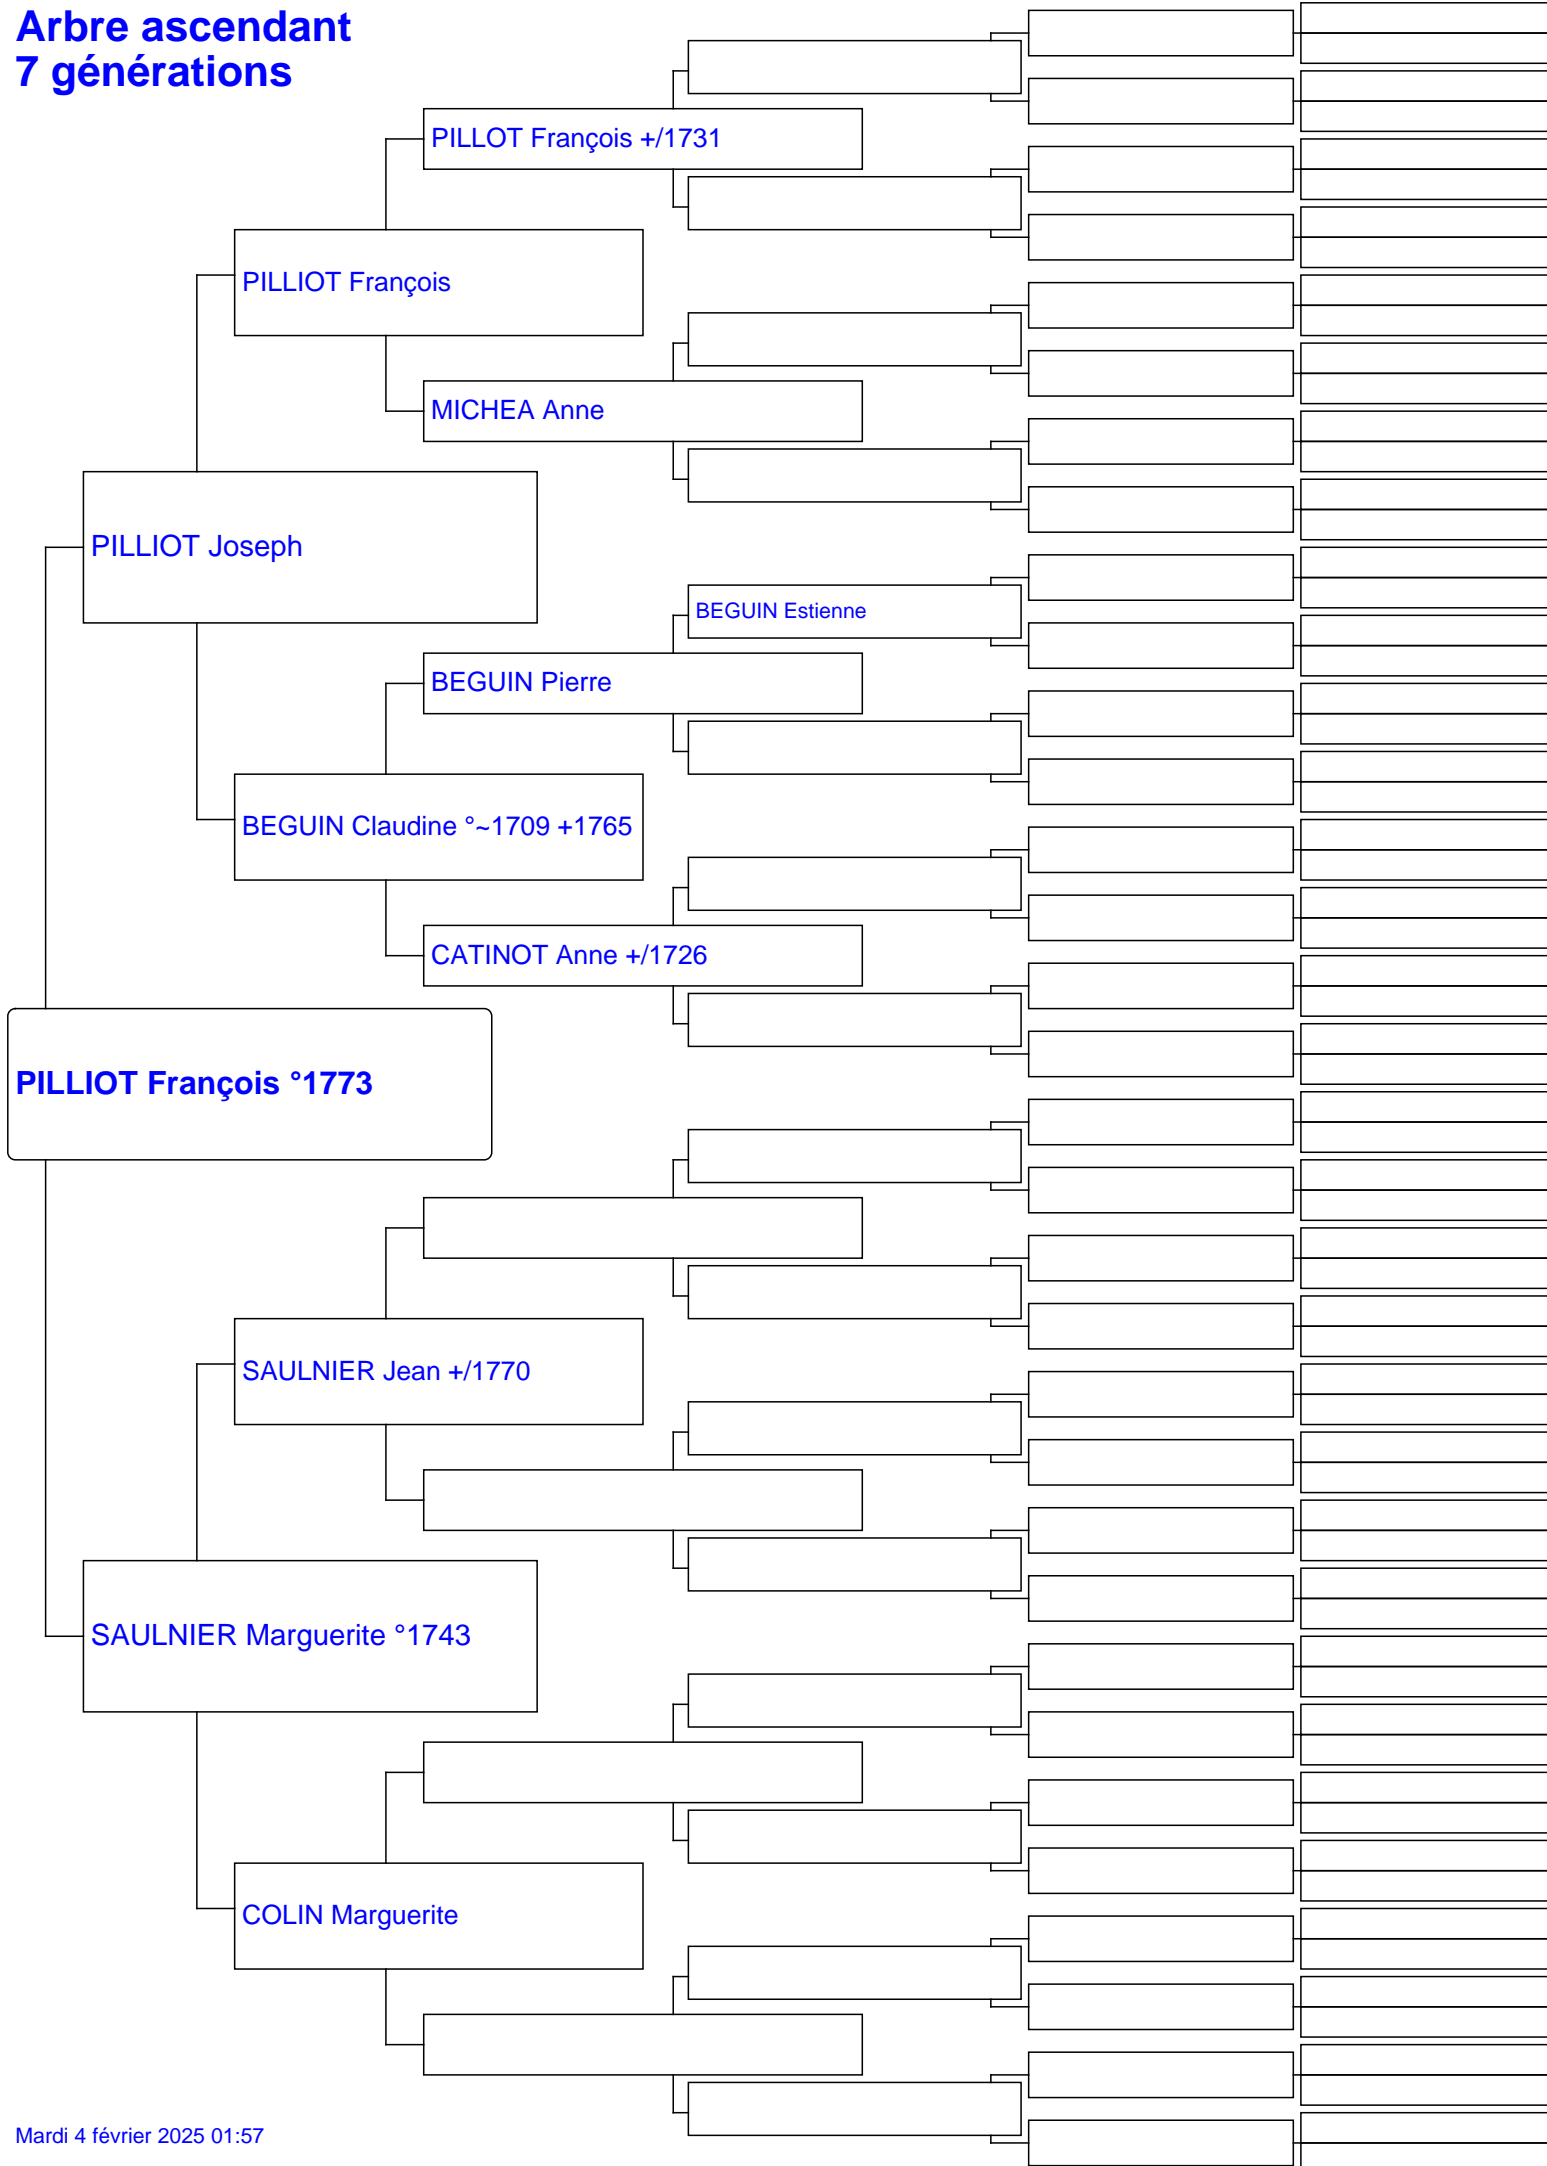 Arbre ascendant
7 générations
PILLOT François +/1731
PILLIOT François
MICHEA Anne
PILLIOT Joseph
BEGUIN Estienne
BEGUIN Pierre
BEGUIN Claudine °~1709 +1765
CATINOT Anne +/1726
PILLIOT François °1773
SAULNIER Jean +/1770
SAULNIER Marguerite °1743
COLIN Marguerite
Mardi 4 février 2025 01:57